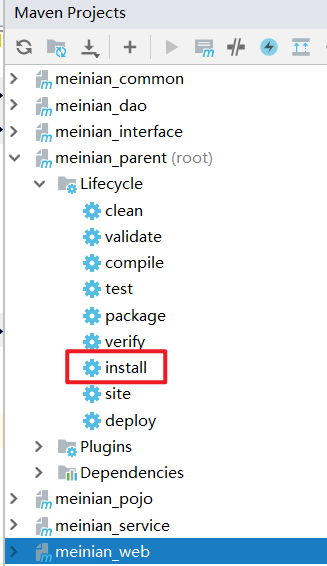 Maven Projects
meinian_common
meinian_dao
meinian_interface
meinian_parent (root)
Lifecycle
clean
validate
compile
test
package
verify
install
site
deploy
Plugins
Dependencies
meinian_pojo
meinian_service
meinian_web